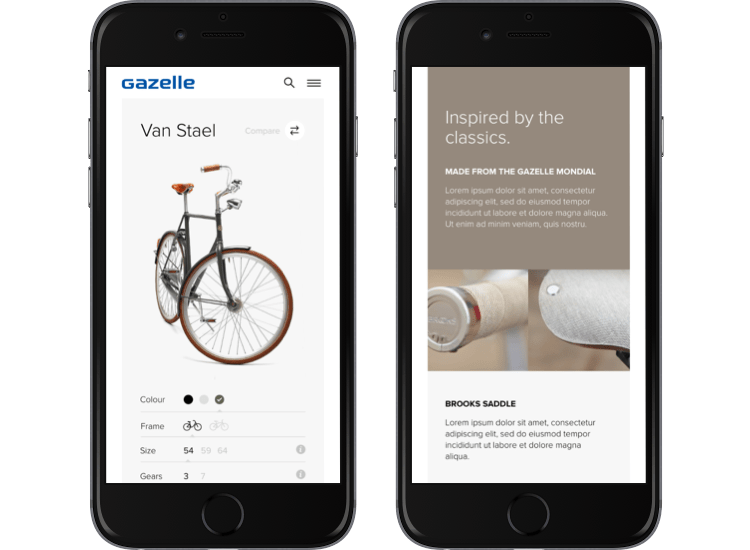 Gazelle
Van Stael
Compare
Colour
Frame
Size 54 59 64
Gears 3 7
Inspired by the
classics.
MADE FROM THE GAZELLE MONDIAL
Lorem ipsum dolor sit amet, consectetur
adipiscing elit, sed do eiusmod tempor
incididunt ut labore et dolore magna aliqua.
Ut enim ad minim veniam, quis nostru.
BROOKS SADDLE
Lorem ipsum dolor sit amet, consectetur
adipiscing elit, sed do eiusmod tempor
incididunt ut labore et dolore magna
aliqua.